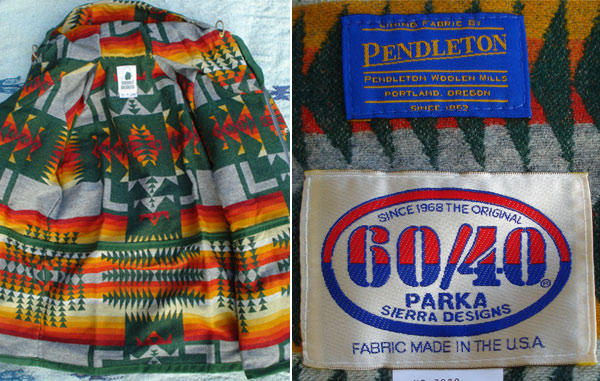 LINING FABRIC BY
PENDLETON
PENDLETON WOOLEN MILLS
PORTLAND, OREGON
SINCE 1863
SINCE 1968 THE ORIGINAL
60/40®
PARKA
SIERRA DESIGNS
FABRIC MADE IN THE U.S.A.